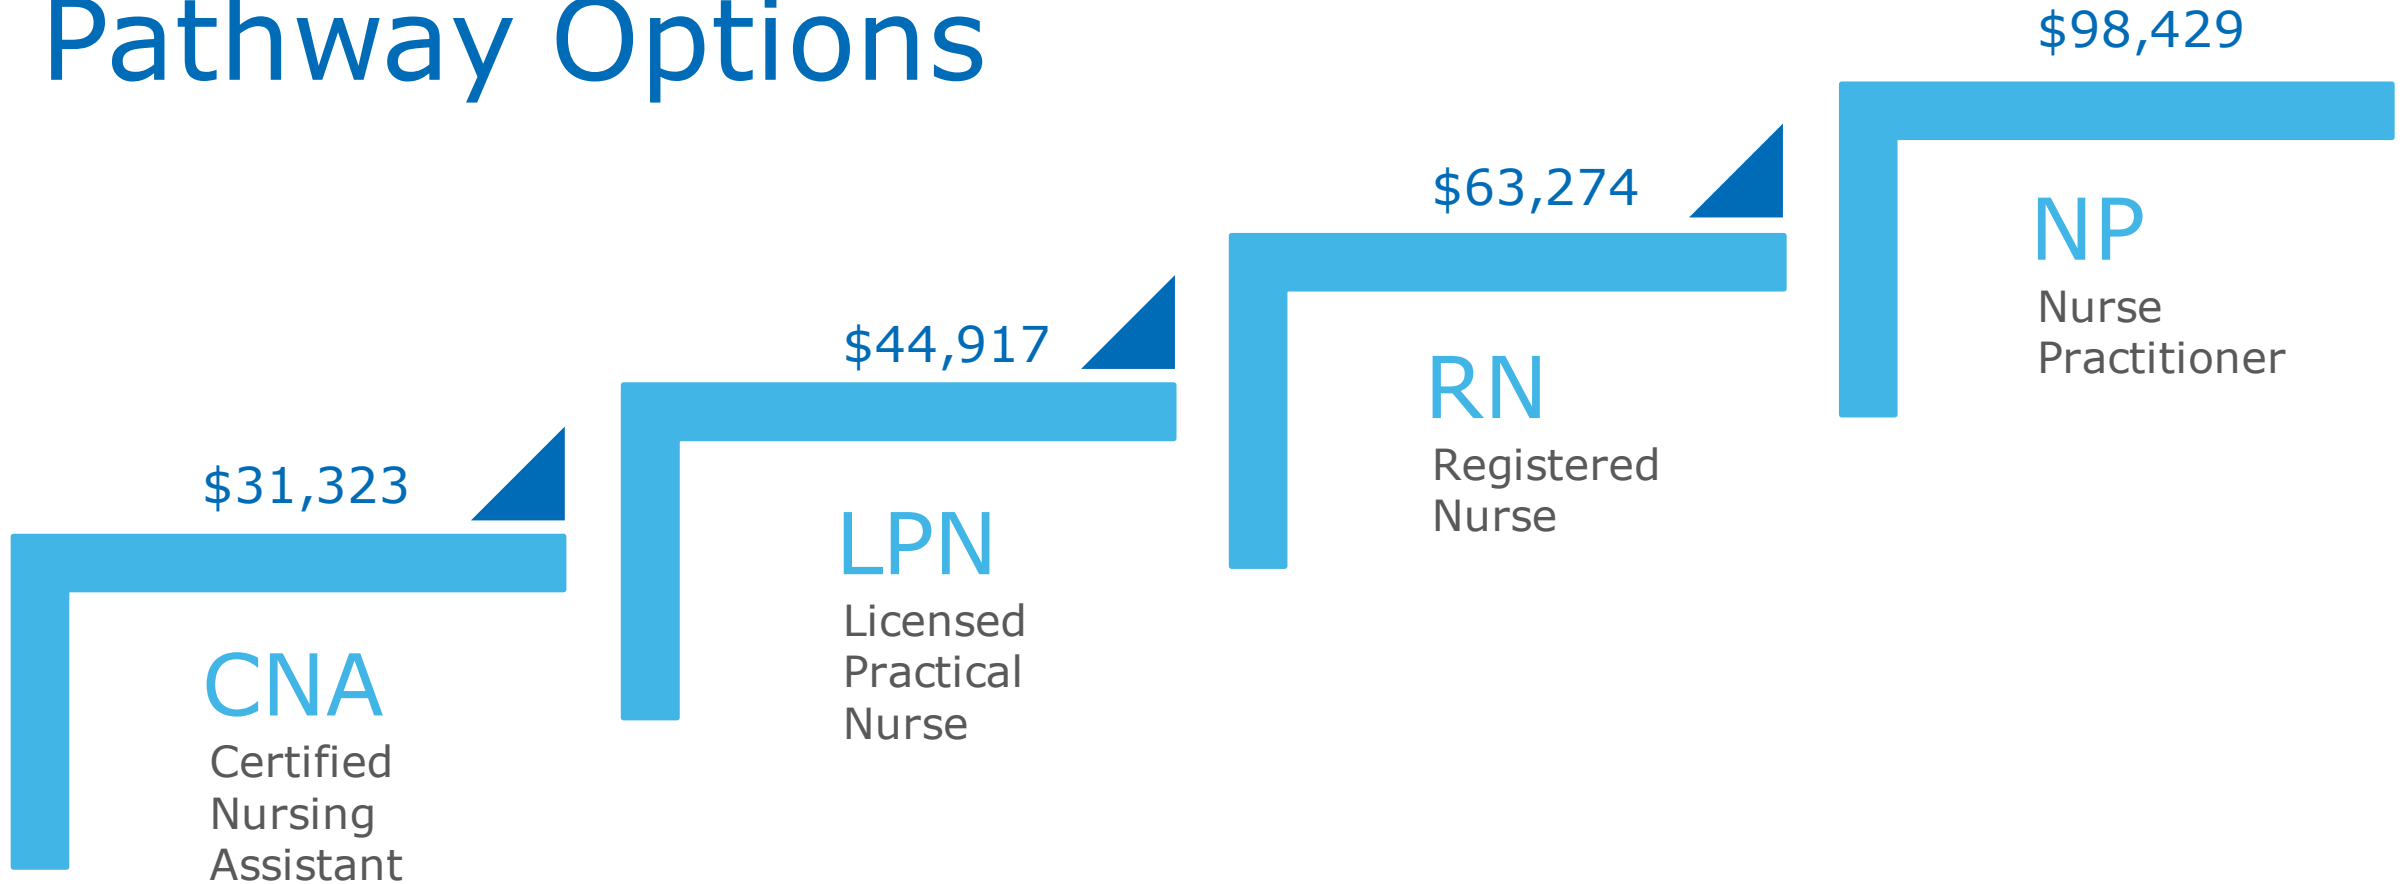 Pathway Options
$31,323
CNA
Certified
Nursing
Assistant
$44,917
LPN
Licensed
Practical
Nurse
$63,274
RN
Registered
Nurse
$98,429
NP
Nurse
Practitioner